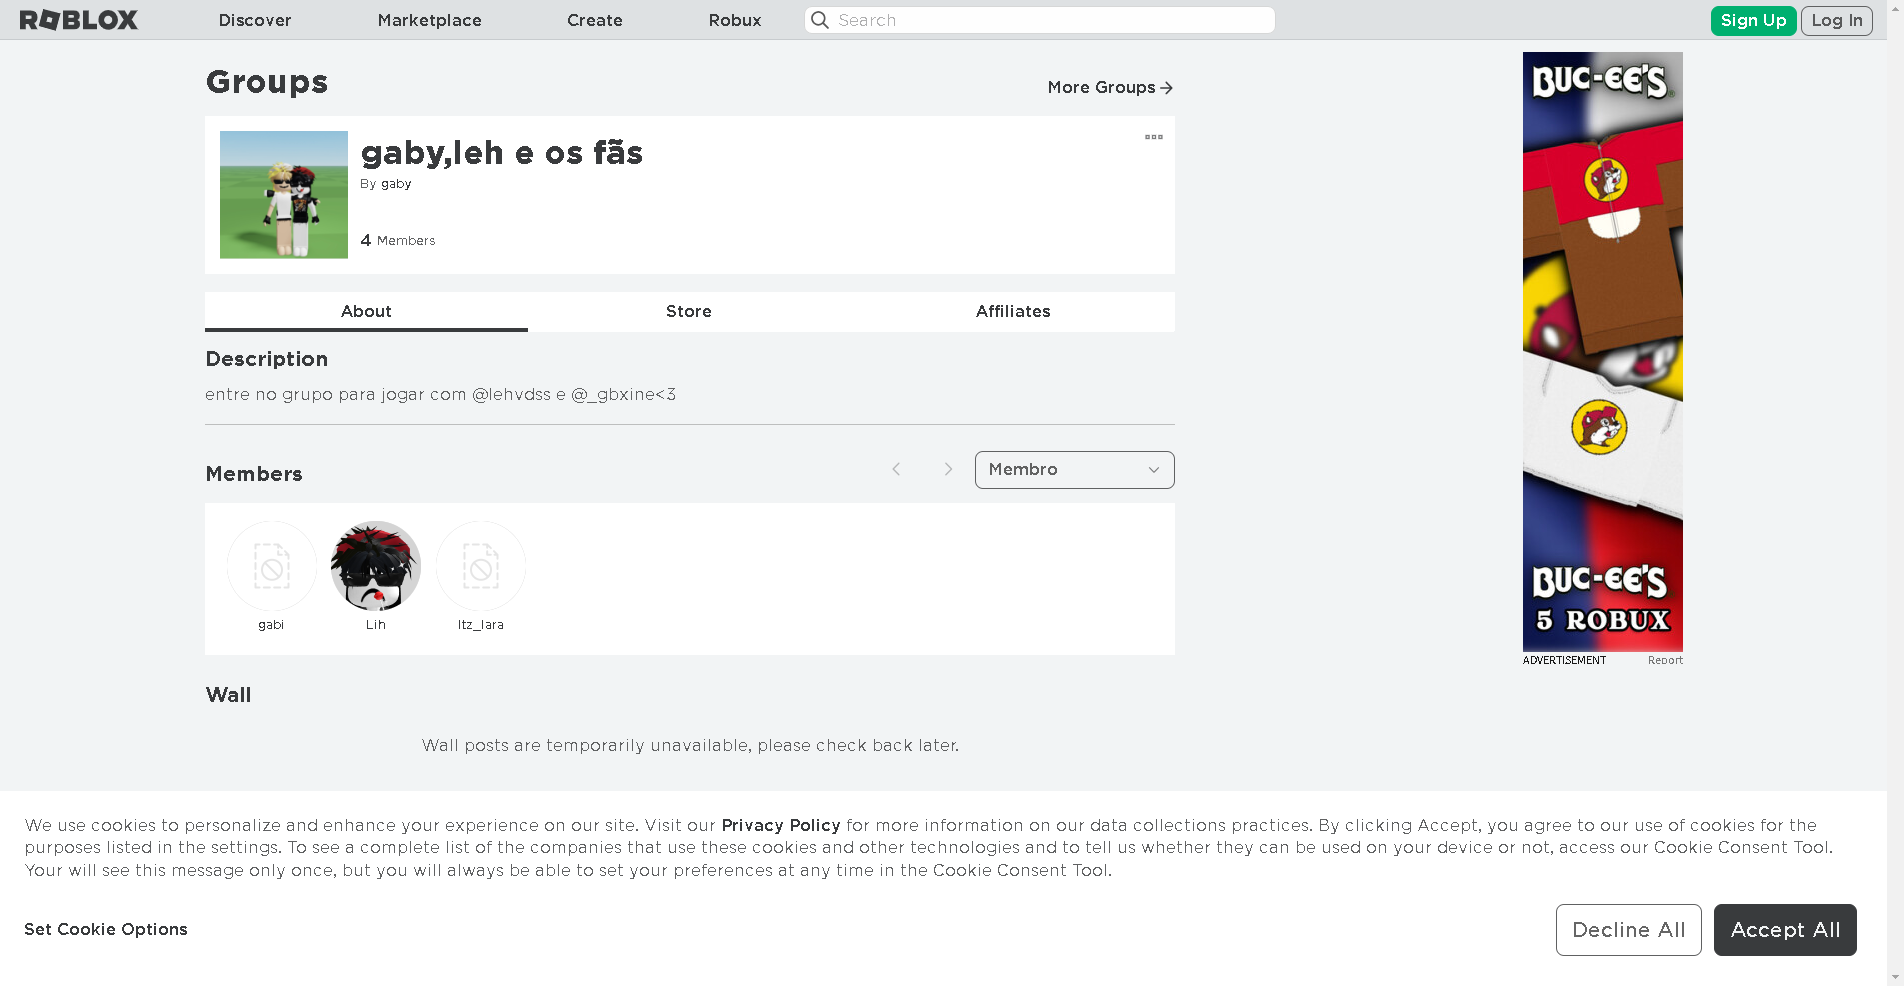 ROBLOX
Discover
Marketplace
Create
Robux
Search
Sign Up
Log In
Groups
More Groups
gaby,leh e os fãs
By gaby
4 Members
About
Store
Affiliates
Description
entre no grupo para jogar com @lehvdss e @_gbxine<3
Members
Membro
gabi
Lih
Itz_lara
Wall
Wall posts are temporarily unavailable, please check back later.
BUC-EE'S
BUC-EE'S
5 ROBUX
ADVERTISEMENT
Report
We use cookies to personalize and enhance your experience on our site. Visit our Privacy Policy for more information on our data collections practices. By clicking Accept, you agree to our use of cookies for the
purposes listed in the settings. To see a complete list of the companies that use these cookies and other technologies and to tell us whether they can be used on your device or not, access our Cookie Consent Tool.
Your will see this message only once, but you will always be able to set your preferences at any time in the Cookie Consent Tool.
Set Cookie Options
Decline All
Accept All